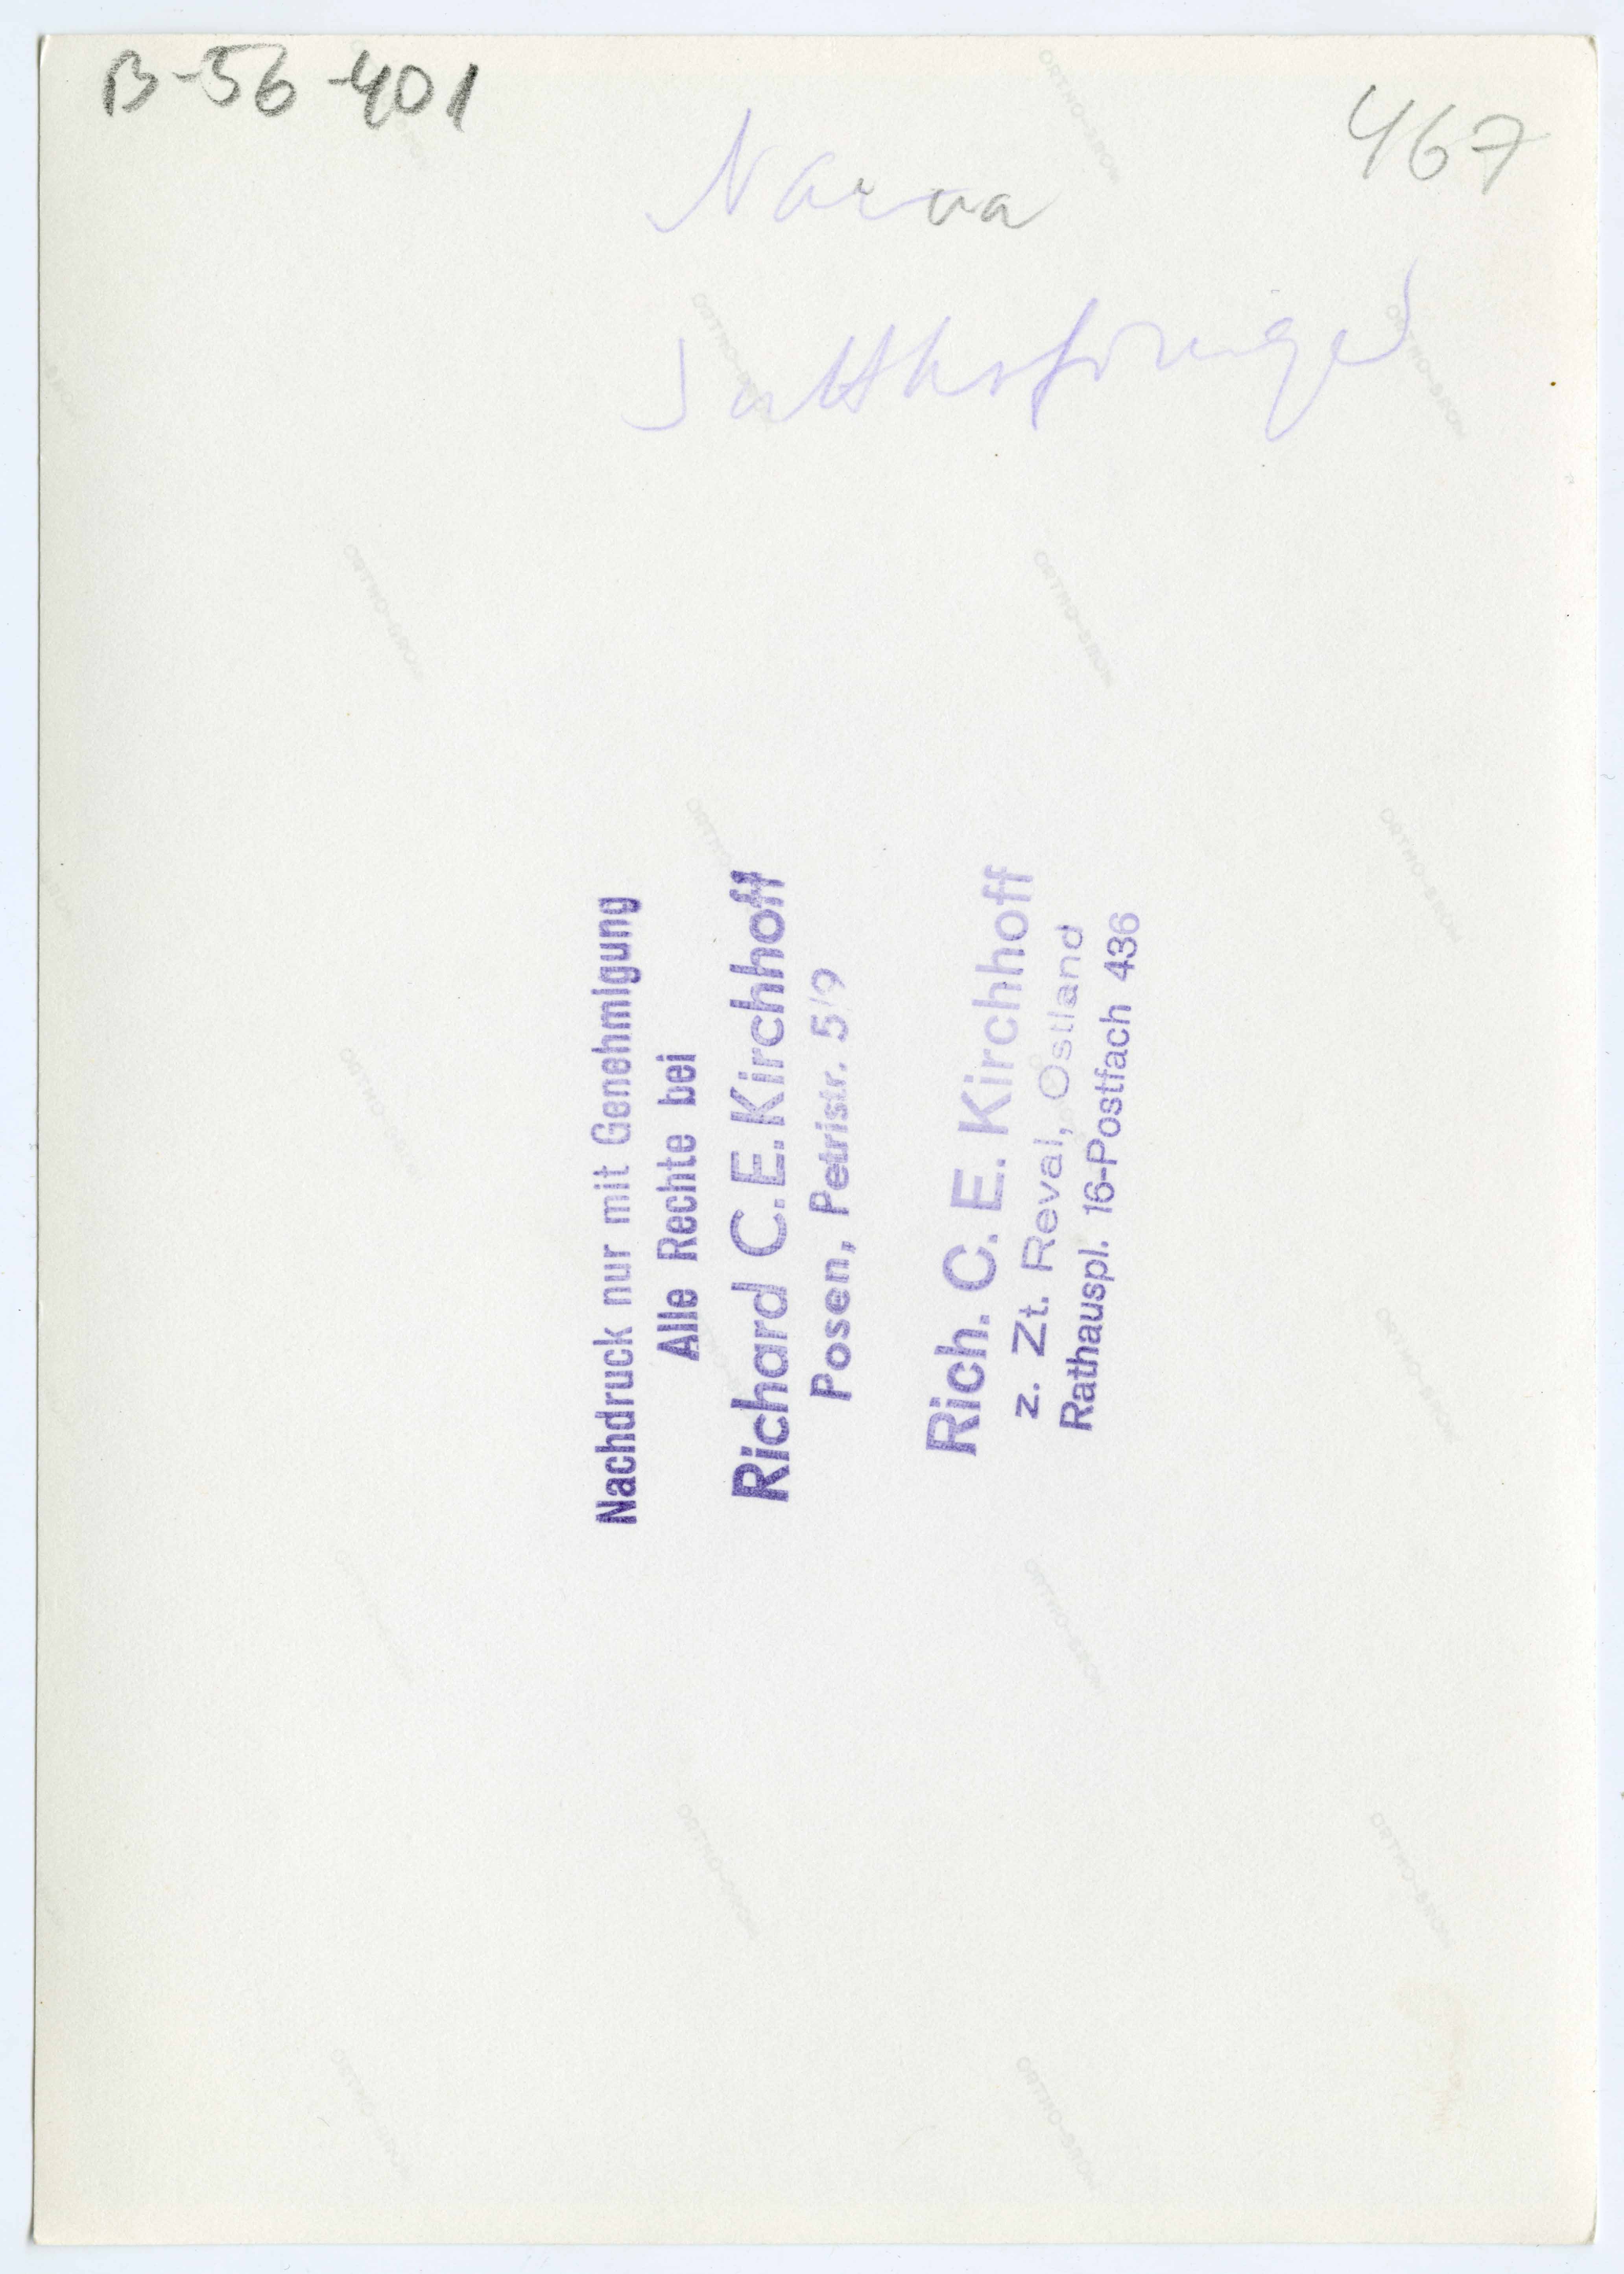 B-56-401
467
Narva
Nachdruck nur mit Genehmigung
Alle Rechte bei
Richard C. E. Kirchhoff
Posen, Petristr. 5/9
Rich. C. E. Kirchhoff
z. Zt. Reval, Ostland
Rathauspl. 16-Postfach 436